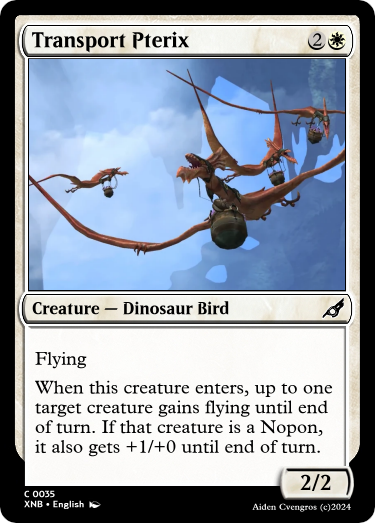 Transport Pterix 2
Creature — Dinosaur Bird
Flying
When this creature enters, up to one
target creature gains flying until end
of turn. If that creature is a Nopon,
it also gets +1/+0 until end of turn.
2/2
C 0035
XNB • English Aiden Cvengros (c)2024